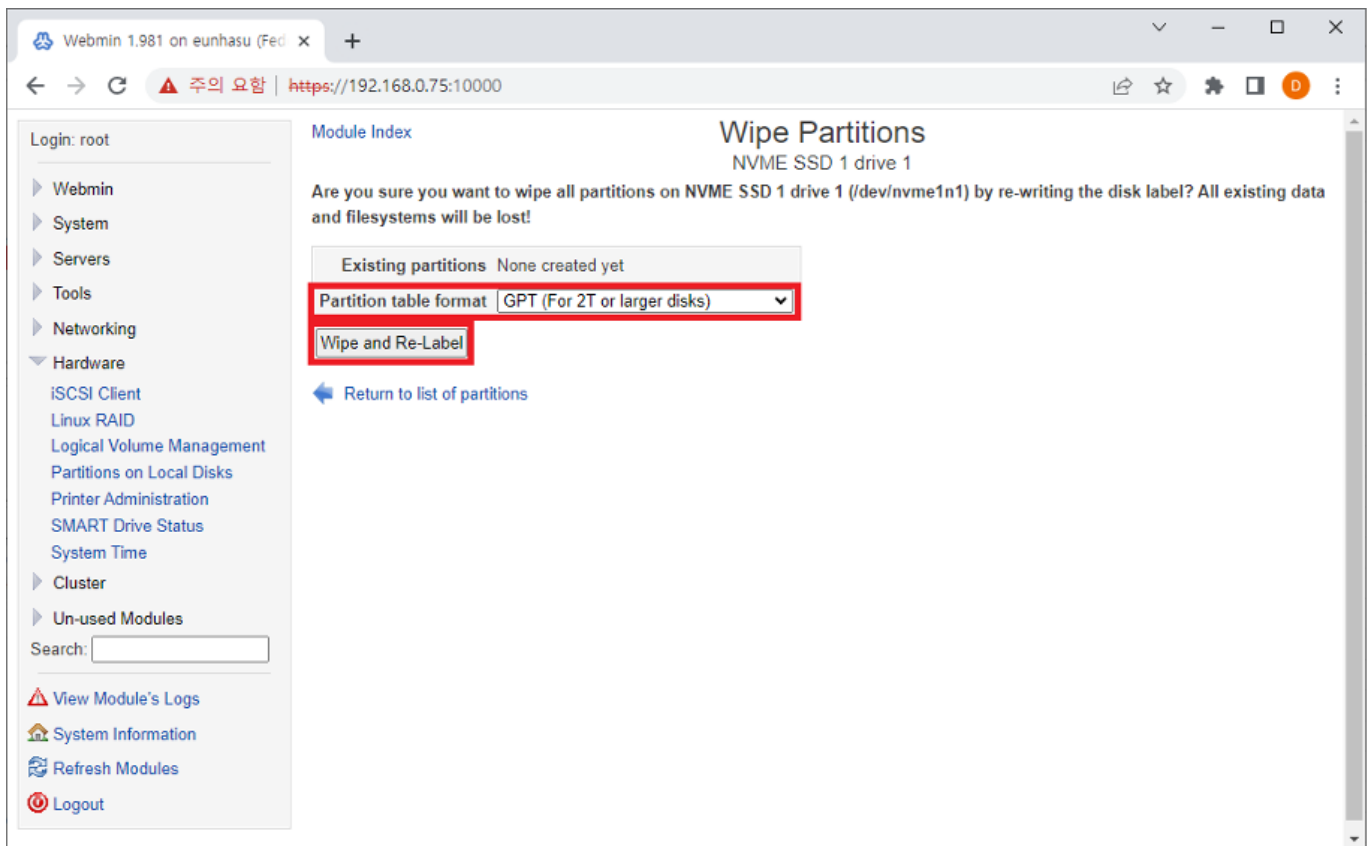 Webmin 1.981 on eunhasu (Fed
주의 요함 | https://192.168.0.75:10000
D
Login: root
Webmin
System
Servers
Tools
Networking
Hardware
iSCSI Client
Linux RAID
Logical Volume Management
Partitions on Local Disks
Printer Administration
SMART Drive Status
System Time
Cluster
Un-used Modules
Search:
View Module's Logs
System Information
Refresh Modules
Logout
Module Index
Wipe Partitions
NVME SSD 1 drive 1
Are you sure you want to wipe all partitions on NVME SSD 1 drive 1 (/dev/nvme1n1) by re-writing the disk label? All existing data
and filesystems will be lost!
Existing partitions None created yet
Partition table format GPT (For 2T or larger disks)
Wipe and Re-Label
Return to list of partitions